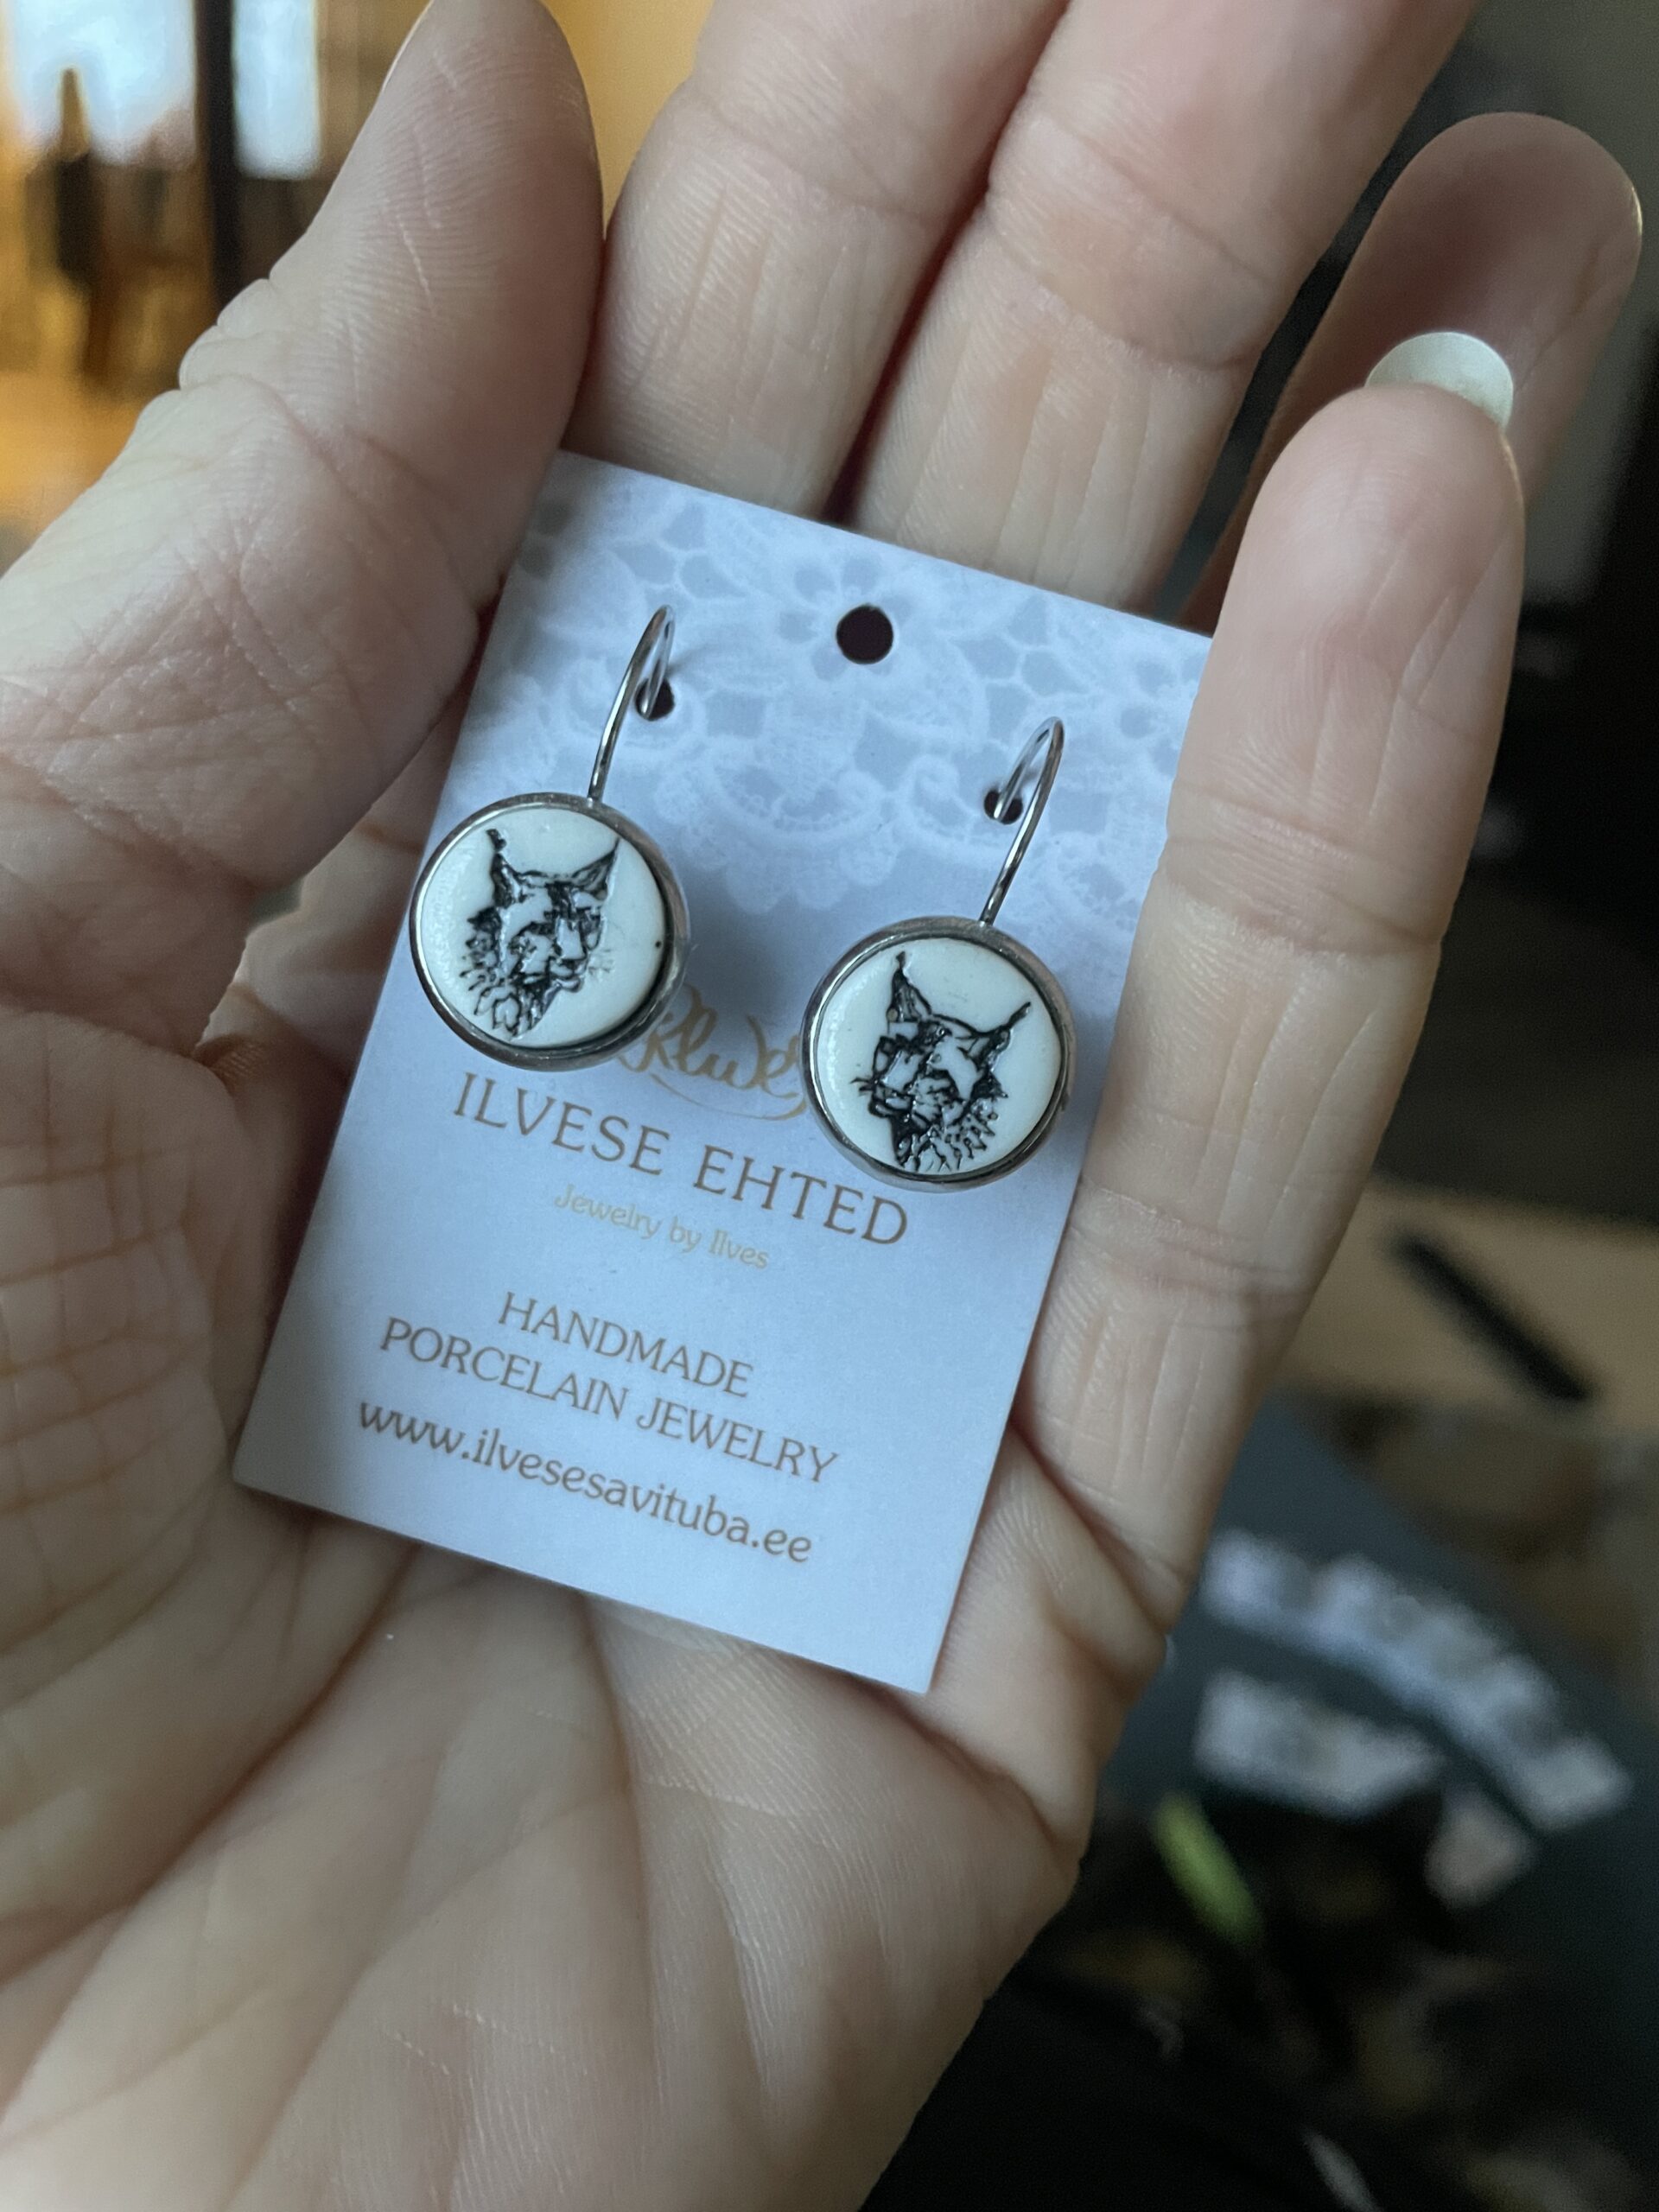 ILVESE EHTED
Jewelry by Ilves
HANDMADE
PORCELAIN JEWELRY
www.ilvesesavituba.ee